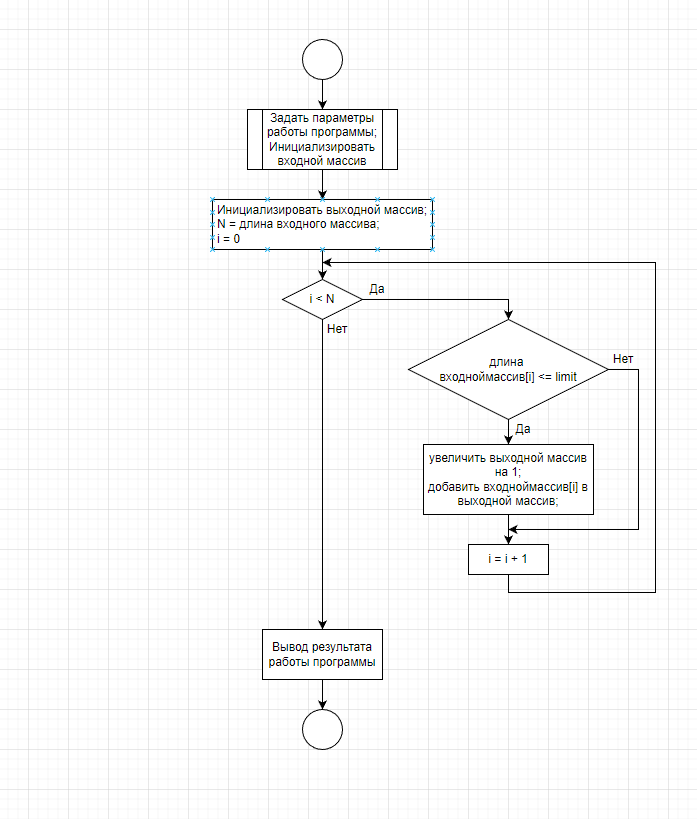 Задать параметры
работы программы;
Инициализировать
входной массив
Инициализировать выходной массив;
N = длина входного массива;
i = 0
i < N
Да
Нет
длина
входноймассив[i] <= limit
Нет
Да
увеличить выходной массив
на 1;
добавить входноймассив[i] в
выходной массив;
i = i + 1
Вывод результата
работы программы